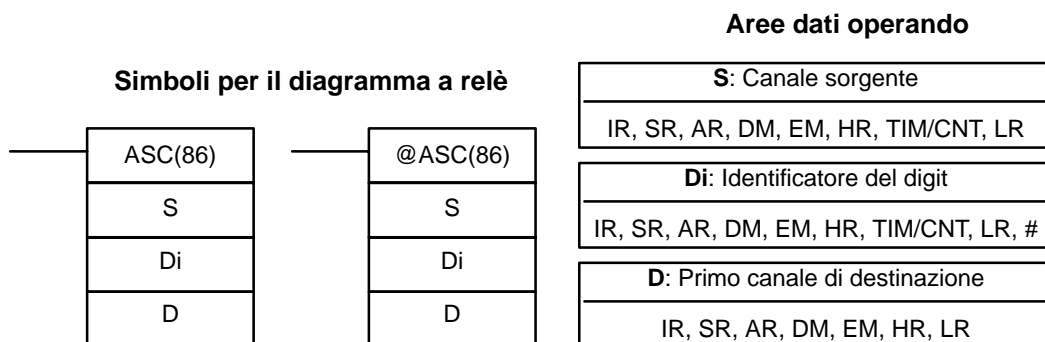 Aree dati operando
Simboli per il diagramma a relè
ASC(86)
S
Di
D
@ASC(86)
S
Di
D
S: Canale sorgente
IR, SR, AR, DM, EM, HR, TIM/CNT, LR
Di: Identificatore del digit
IR, SR, AR, DM, EM, HR, TIM/CNT, LR, #
D: Primo canale di destinazione
IR, SR, AR, DM, EM, HR, LR